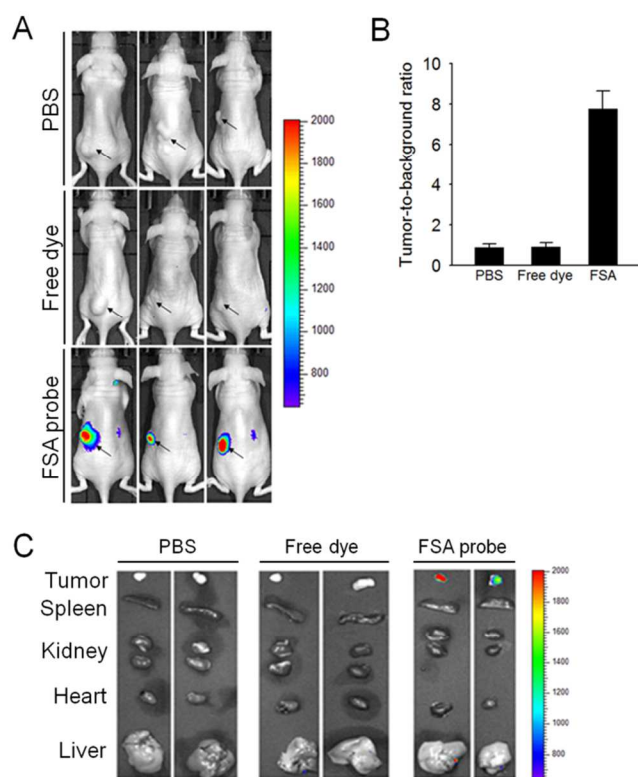 A
PBS
Free dye
FSA probe
2000
1800
1600
1400
1200
1000
800
B
Tumor-to-background ratio
10
8
6
4
2
0
PBS Free dye FSA
C
PBS Free dye FSA probe
Tumor
Spleen
Kidney
Heart
Liver
2000
1800
1600
1400
1200
1000
800